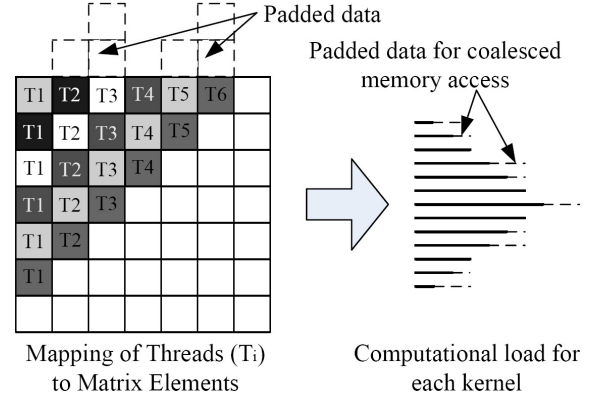 Padded data
Padded data for coalesced
memory access
T1 T2 T3 T4 T5 T6
T1 T2 T3 T4 T5
T1 T2 T3 T4
T1 T2 T3
T1 T2
T1
Mapping of Threads (Ti)
to Matrix Elements
Computational load for
each kernel